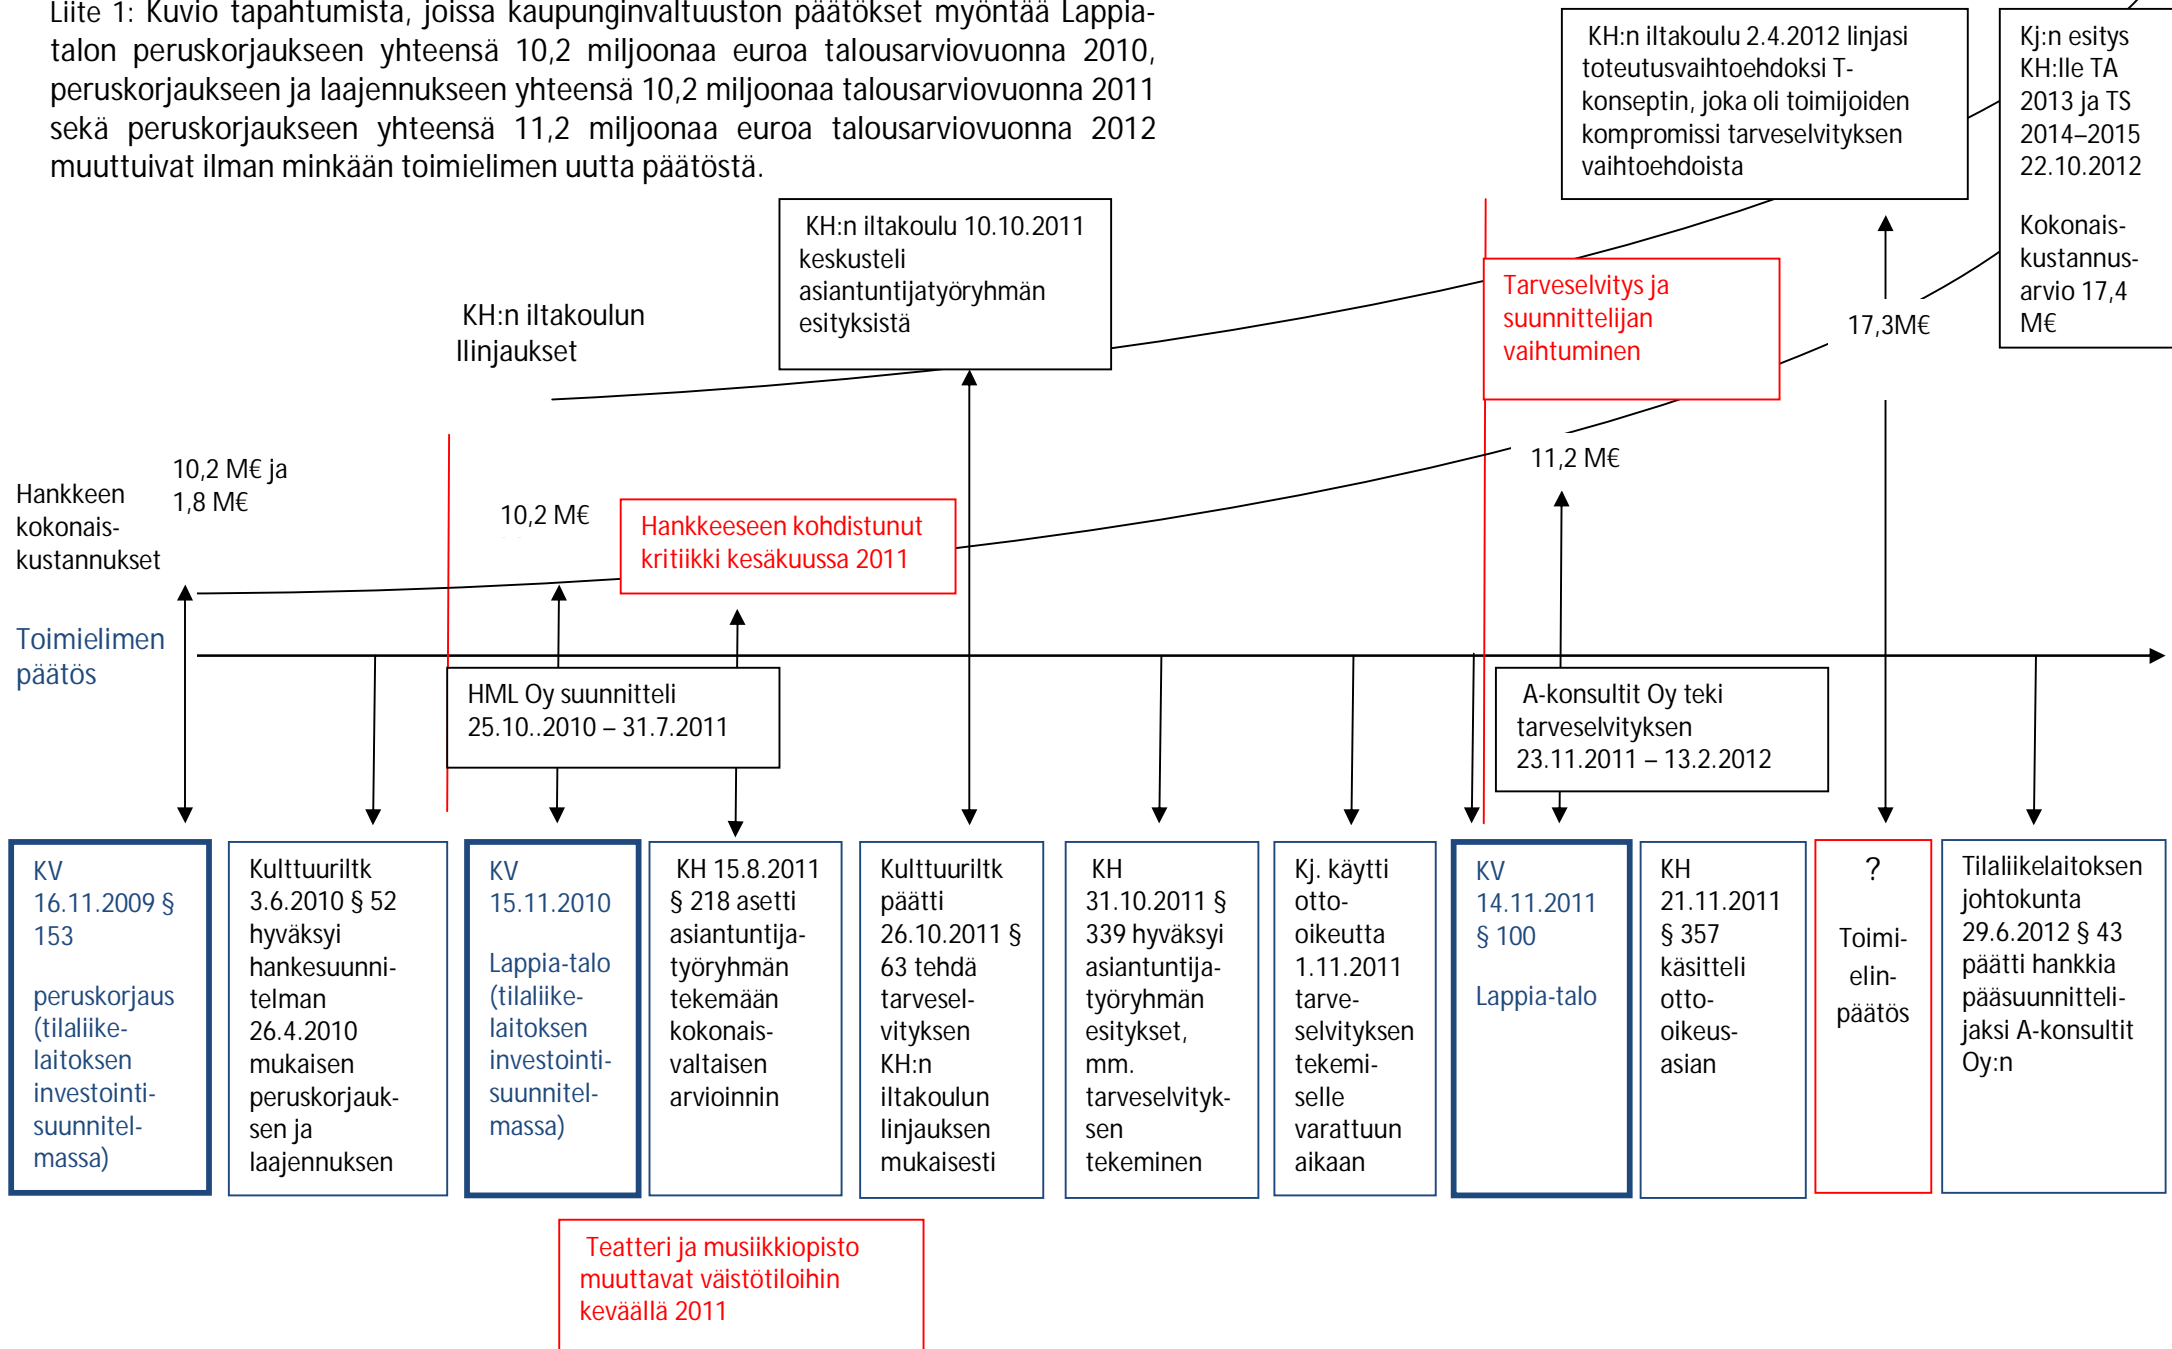 Liite 1: Kuvio tapahtumista, joissa kaupunginvaltuuston päätökset myöntää Lappia-
talon peruskorjaukseen yhteensä 10,2 miljoonaa euroa talousarviovuonna 2010,
peruskorjaukseen ja laajennukseen yhteensä 10,2 miljoonaa talousarviovuonna 2011
sekä peruskorjaukseen yhteensä 11,2 miljoonaa euroa talousarviovuonna 2012
muuttuivat ilman minkään toimielimen uutta päätöstä.
KH:n iltakoulu 2.4.2012 linjasi
toteutusvaihtoehdoksi T-
konseptin, joka oli toimijoiden
kompromissi tarveselvityksen
vaihtoehdoista
Kj:n esitys
KH:lle TA
2013 ja TS
2014–2015
22.10.2012
Kokonais-
kustannus-
arvio 17,4
M€
KH:n iltakoulu 10.10.2011
keskusteli
asiantuntijatyöryhmän
esityksistä
KH:n iltakoulun
llinjaukset
Tarveselvitys ja
suunnittelijan
vaihtuminen
17,3M€
Hankkeen
kokonais-
kustannukset
10,2 M€ ja
1,8 M€
10,2 M€
Hankkeeseen kohdistunut
kritiikki kesäkuussa 2011
11,2 M€
Toimielimen
päätös
HML Oy suunnitteli
25.10..2010 – 31.7.2011
A-konsultit Oy teki
tarveselvityksen
23.11.2011 – 13.2.2012
KV
16.11.2009 §
153
peruskorjaus
(tilaliike-
laitoksen
investointi-
suunnitel-
massa)
Kulttuuriltk
3.6.2010 § 52
hyväksyi
hankesuunni-
telman
26.4.2010
mukaisen
peruskorjauk-
sen ja
laajennuksen
KV
15.11.2010
Lappia-talo
(tilaliike-
laitoksen
investointi-
suunnitel-
massa)
KH 15.8.2011
§ 218 asetti
asiantuntija-
työryhmän
tekemään
kokonais-
valtaisen
arvioinnin
Kulttuuriltk
päätti
26.10.2011 §
63 tehdä
tarvesel-
vityksen
KH:n
iltakoulun
linjauksen
mukaisesti
KH
31.10.2011 §
339 hyväksyi
asiantuntija-
työryhmän
esitykset,
mm.
tarveselvityk-
sen
tekeminen
Kj. käytti
otto-
oikeutta
1.11.2011
tarve-
selvityksen
tekemi-
selle
varattuun
aikaan
KV
14.11.2011
§ 100
Lappia-talo
KH
21.11.2011
§ 357
käsitteli
otto-
oikeus-
asian
?
Toimi-
elin-
päätös
Tilaliikelaitoksen
johtokunta
29.6.2012 § 43
päätti hankkia
pääsuunnitteli-
jaksi A-konsultit
Oy:n
Teatteri ja musiikkiopisto
muuttavat väistötiloihin
keväällä 2011